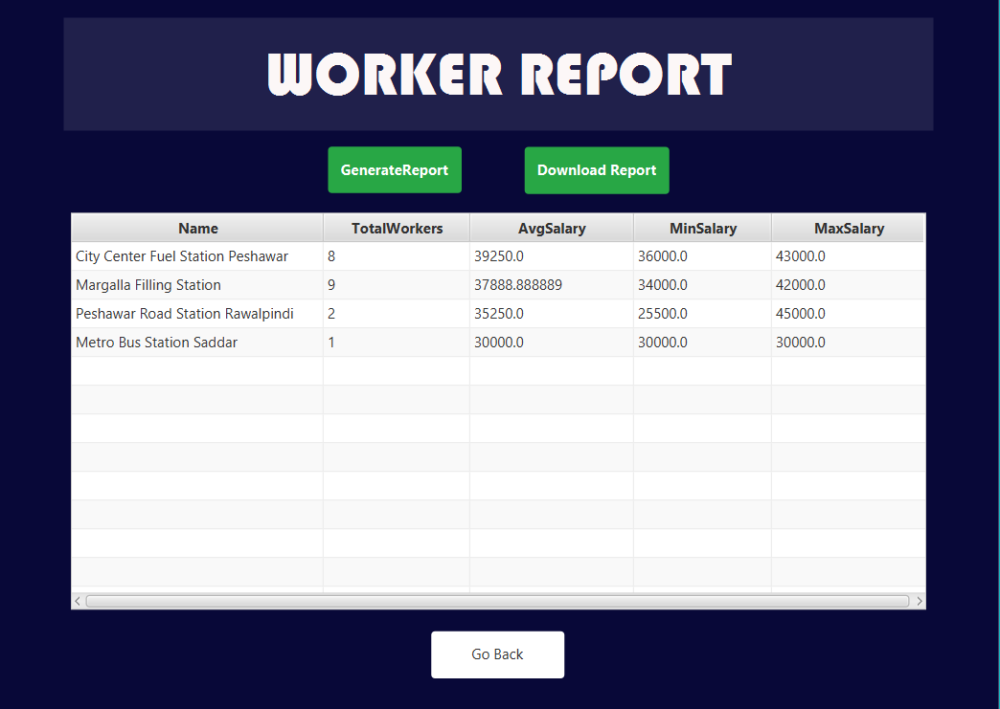 WORKER REPORT
GenerateReport Download Report
Name TotalWorkers AvgSalary MinSalary MaxSalary
City Center Fuel Station Peshawar 8 39250.0 36000.0 43000.0
Margalla Filling Station 9 37888.888889 34000.0 42000.0
Peshawar Road Station Rawalpindi 2 35250.0 25500.0 45000.0
Metro Bus Station Saddar 1 30000.0 30000.0 30000.0
Go Back